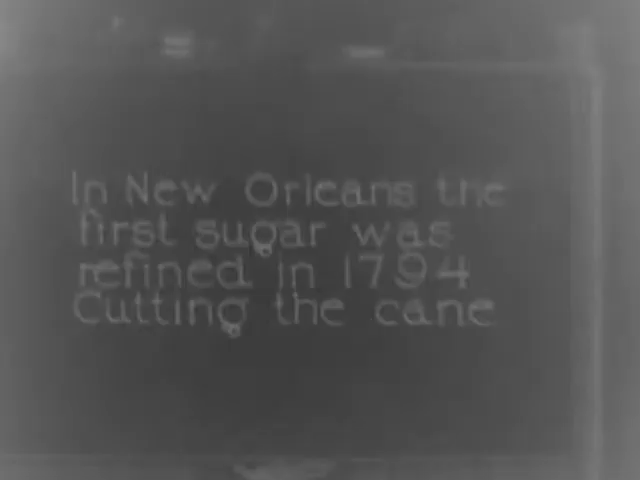 In New Orleans the
first sugar was
refined in 1794
Cutting the cane